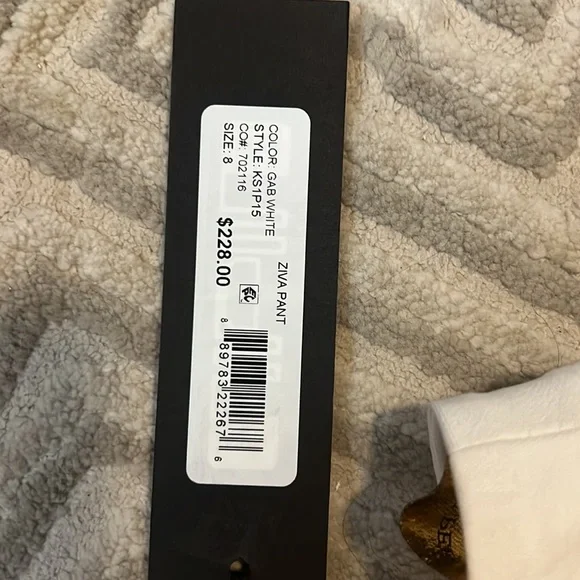 COLOR: GAB WHITE
STYLE: KS1P15
CO#: 702116
SIZE: 8
ZIVA PANT
$228.00
8 89783 22267 6